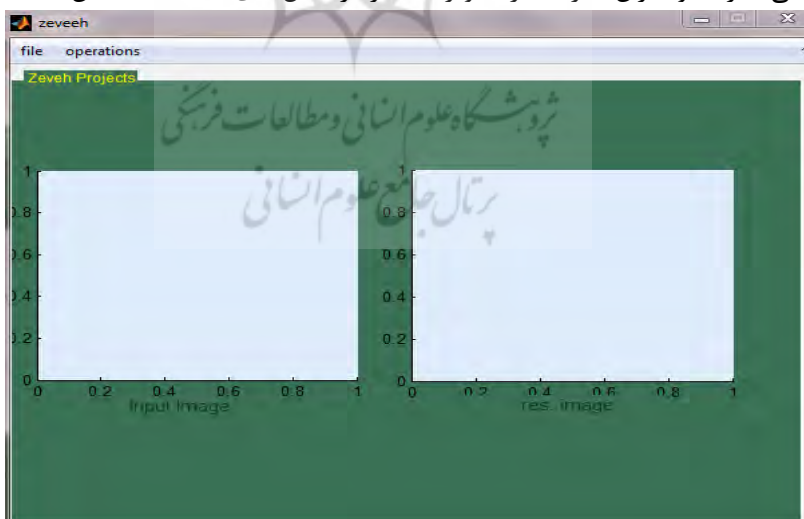 zeveeh
file operations
Zeveh Projects
پژوهشگاه علوم انسانی و مطالعات فرهنگی
پرتال جامع علوم انسانی
1 1
0.8 0.8
0.6 0.6
0.4 0.4
0.2 0.2
0 0
0 0.2 0.4 0.6 0.8 1 0 0.2 0.4 0.6 0.8 1
Input Image res. image